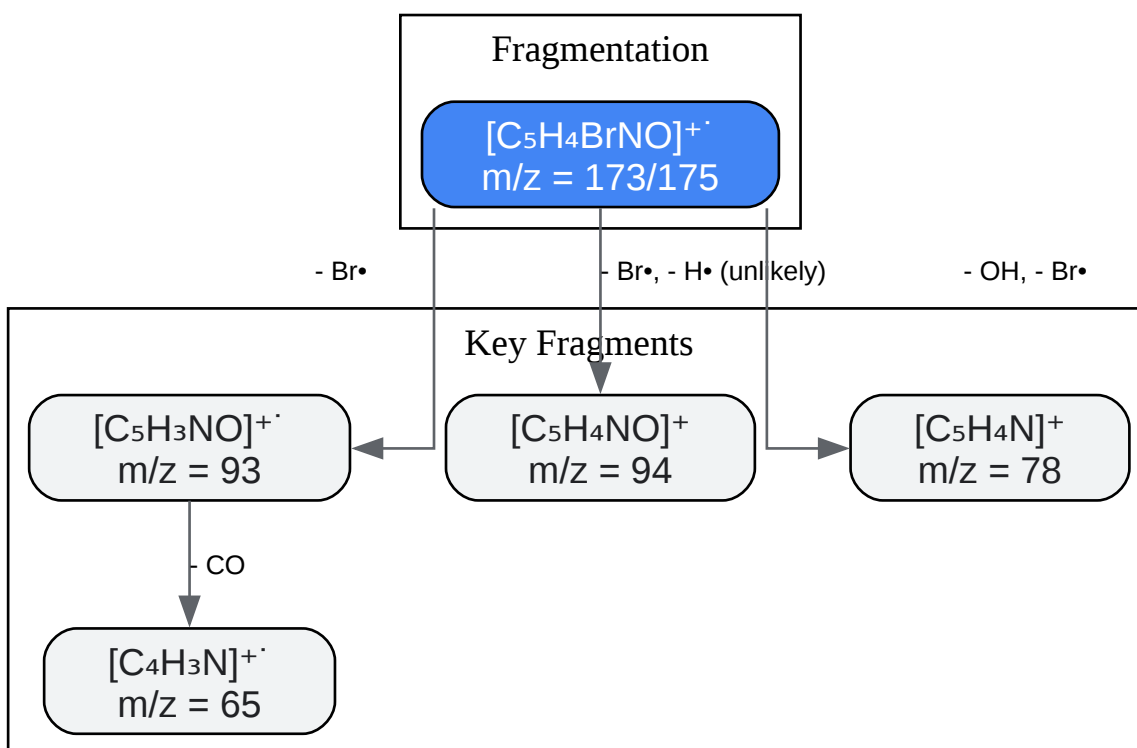 Fragmentation
[C₅H₄BrNO]⁺˙
m/z = 173/175
- Br•
- Br•, - H• (unlikely)
- OH, - Br•
Key Fragments
[C₅H₃NO]⁺˙
m/z = 93
[C₅H₄NO]⁺
m/z = 94
[C₅H₄N]⁺
m/z = 78
- CO
[C₄H₃N]⁺˙
m/z = 65